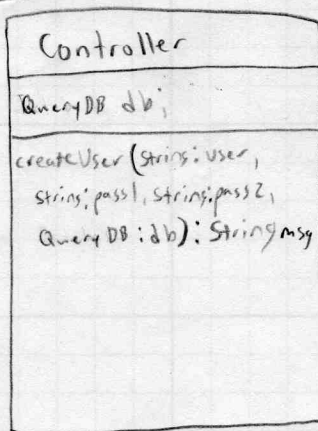 Controller
QueryDB db;
createUser(String: user,
string: pass1, string: pass2,
QueryDB: db): String msg